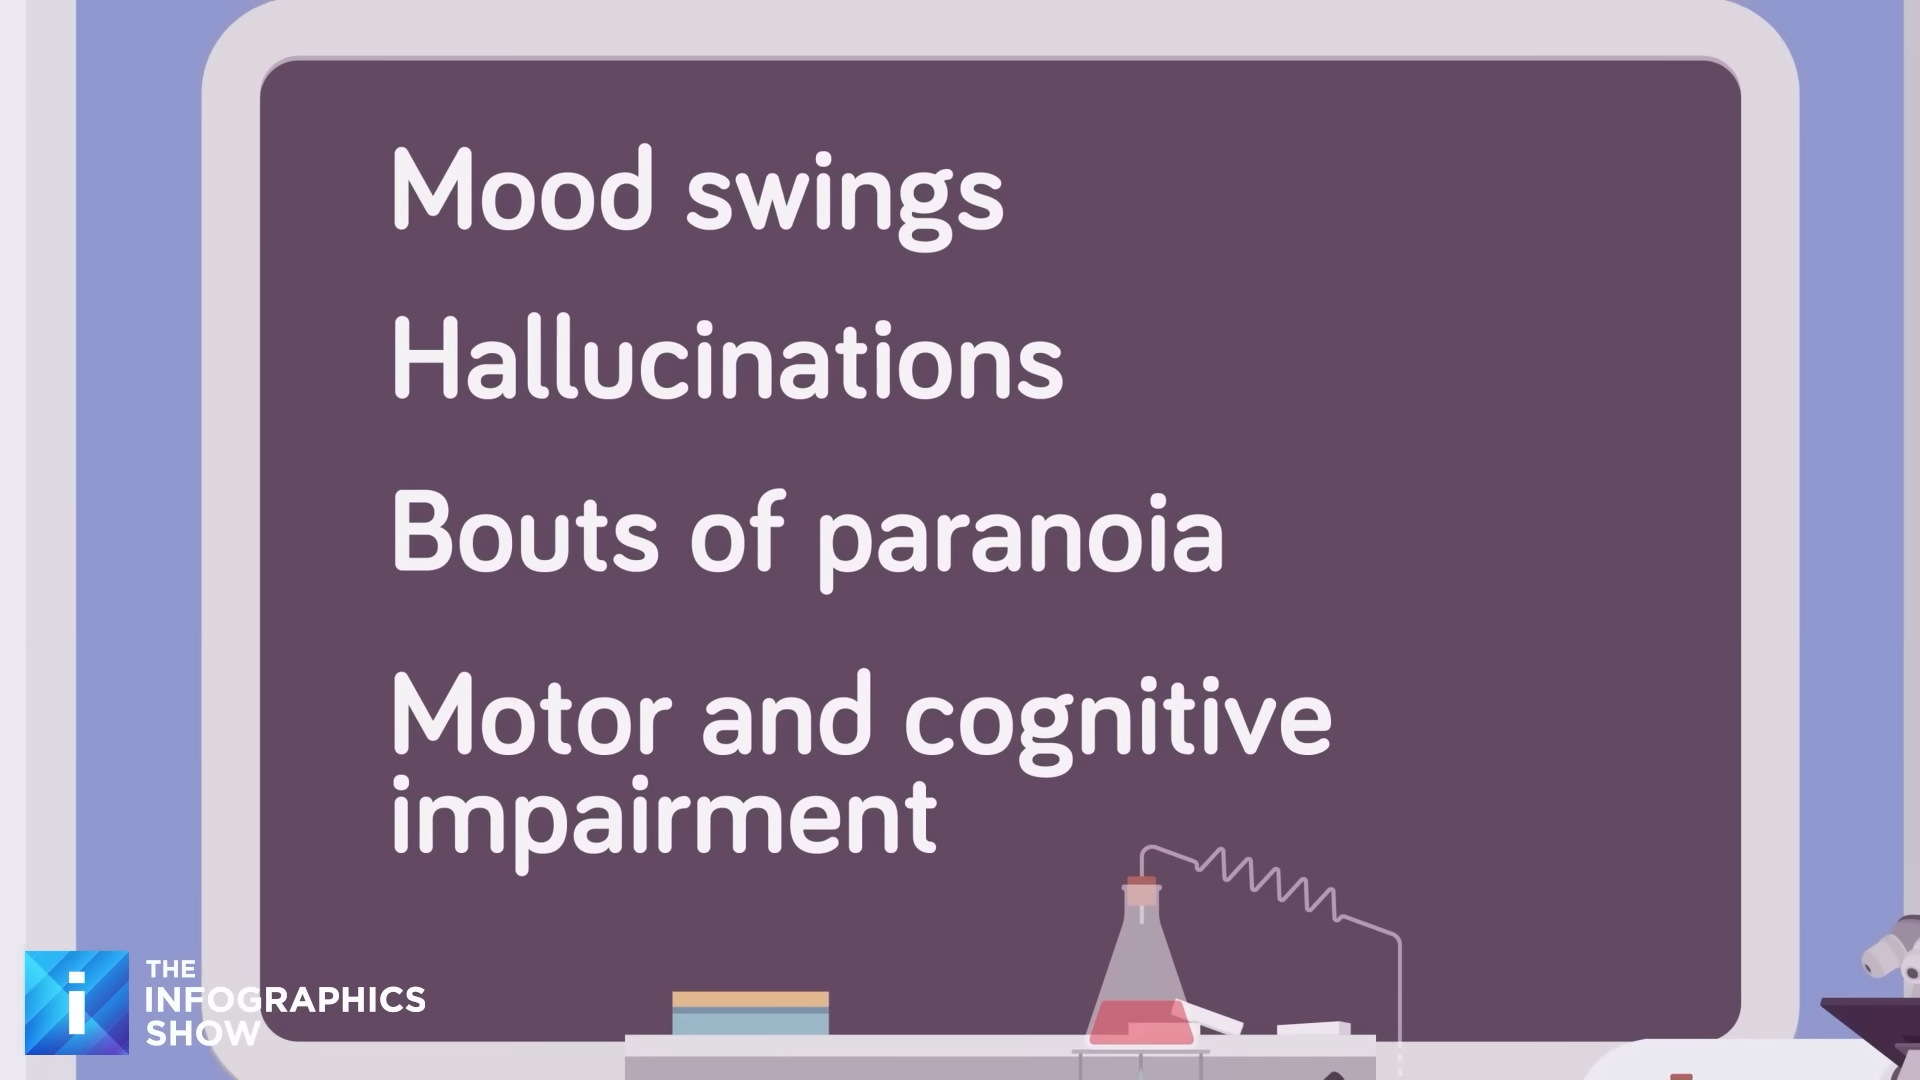 Mood swings
Hallucinations
Bouts of paranoia
Motor and cognitive
impairment
THE
INFOGRAPHICS
SHOW